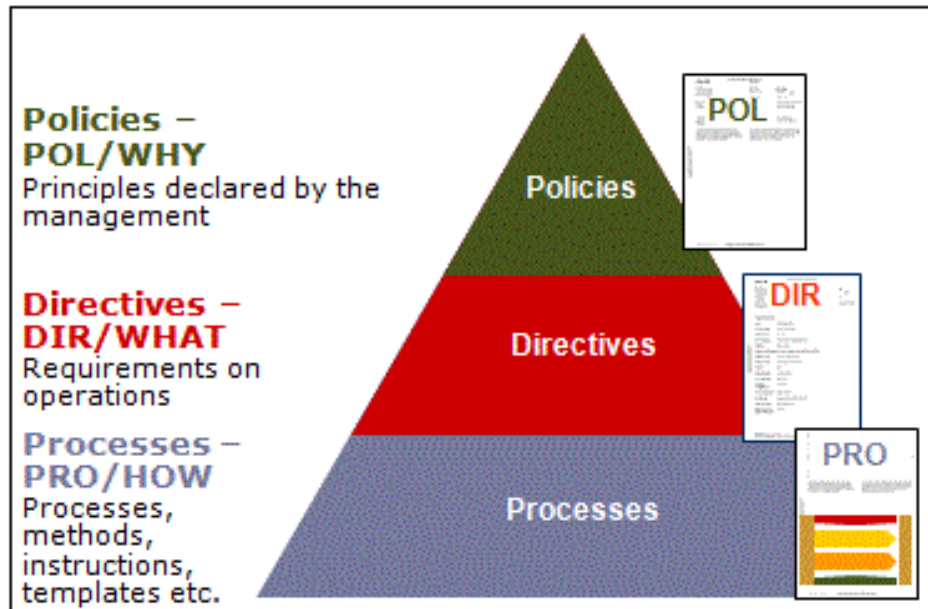 Policies –
POL/WHY
Principles declared by the
management
Policies
POL
Directives –
DIR/WHAT
Requirements on
operations
Directives
DIR
Processes –
PRO/HOW
Processes,
methods,
instructions,
templates etc.
Processes
PRO